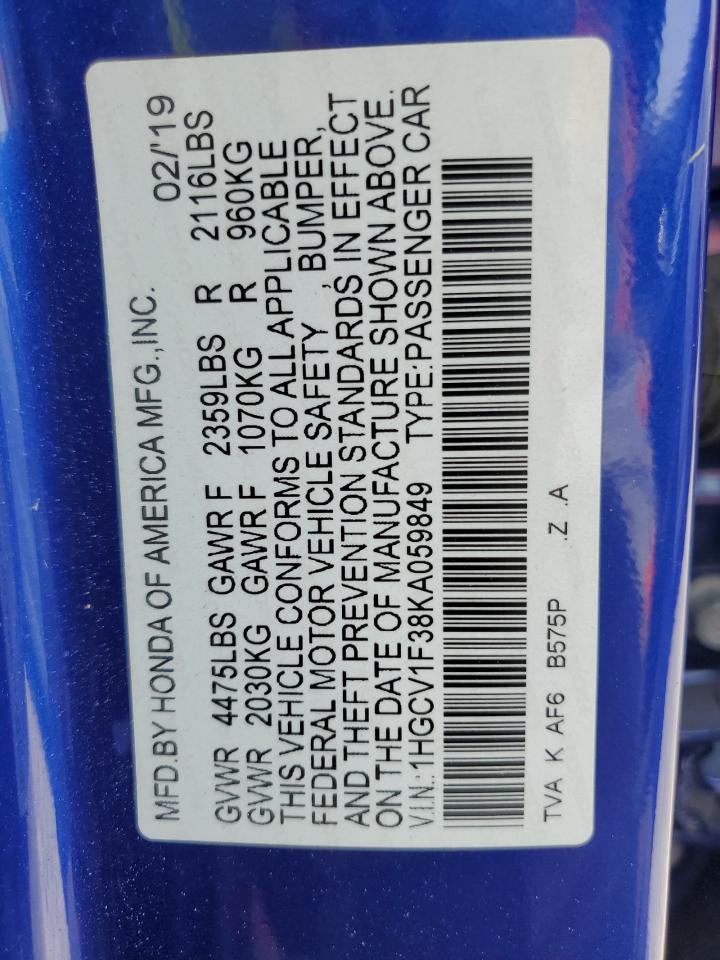 MFD.BY HONDA OF AMERICA MFG.,INC. 02/'19
GVWR 4475LBS GAWR F 2359LBS R 2116LBS
GVWR 2030KG GAWR F 1070KG R 960KG
THIS VEHICLE CONFORMS TO ALL APPLICABLE
FEDERAL MOTOR VEHICLE SAFETY , BUMPER,
AND THEFT PREVENTION STANDARDS IN EFFECT
ON THE DATE OF MANUFACTURE SHOWN ABOVE.
V.I.N.: 1HGCV1F38KA059849 TYPE:PASSENGER CAR
TVA K AF6 B575P .Z .A